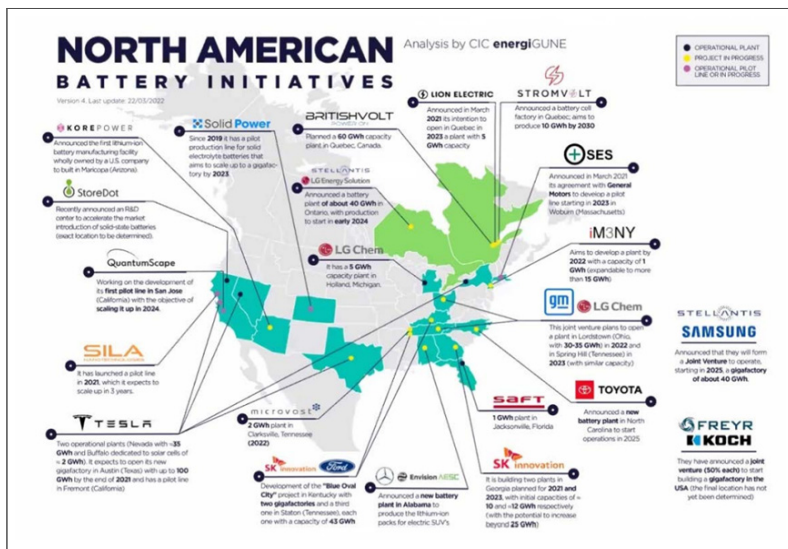 NORTH AMERICAN
BATTERY INITIATIVES
Analysis by CIC energiGUNE
Version 4. Last update: 22/03/2022
OPERATIONAL PLANT
PROJECT IN PROGRESS
OPERATIONAL PILOT
LINE OR IN PROGRESS
KOREPOWER
Announced the first lithium-ion
battery manufacturing facility
wholly owned by a U.S. company
to built in Maricopa (Arizona)
Solid Power
Since 2019 it has a pilot
production line for solid
electrolyte batteries that
aims to scale up to a gigafac-
tory by 2023.
BRITISHVOLT
Planned a 60 GWh capacity
plant in Quebec, Canada.
LION ELECTRIC
Announced in March
2021 its intention to
open in Quebec in
2023 a plant with 5
GWh capacity
STROMVOLT
Announced a battery cell
factory in Quebec; aims to
produce 10 GWh by 2030
SES
Announced in March 2021
its agreement with General
Motors to develop a pilot
line starting in 2023 in
Woburn (Massachusetts)
StoreDot
Recently announced an R&D
center to accelerate the market
introduction of solid-state batteries
(exact location to be determined).
STELLANTIS
LG Energy Solution
Announced a battery
plant of about 40 GWh in
Ontario, with production
to start in early 2024
iM3NY
Aims to develop a plant by
2022 with a capacity of 1
GWh (expandable to more
than 15 GWh)
QuantumScape
Working on the development of
its first pilot line in San Jose
(California) with the objective of
scaling it up in 2024.
LG Chem
It has a 5 GWh
capacity plant in
Holland, Michigan.
gm
LG Chem
This joint venture plans to open
a plant in Lordstown (Ohio,
with 30-35 GWh) in 2022 and
in Spring Hill (Tennessee) in
2023 (with similar capacity)
STELLANTIS
SAMSUNG
Announced that they will form
a Joint Venture to operate,
starting in 2025, a gigafactory
of about 40 GWh.
SILA
It has launched a pilot
line in 2021, which it expects to
scale up in 3 years.
TESLA
Two operational plants (Nevada with ~35
GWh and Buffalo dedicated to solar cells of
≈ 2 GWh). It expects to open its new
gigafactory in Austin (Texas) with up to 100
GWh by the end of 2021 and has a pilot line
in Fremont (California)
microvast
2 GWh plant in
Clarksville, Tennessee
(2022)
SK innovation
Ford
Development of the "Blue Oval
City" project in Kentucky with
two gigafactories and a third
one in Stanton (Tennessee), each
one with a capacity of 43 GWh
Envision AESC
Announced a new battery
plant in Alabama to
produce the lithium-ion
packs for electric SUV's
SAFT
1 GWh plant in
Jacksonville, Florida
SK innovation
It is building two plants in
Georgia planned for 2021 and
2023, with initial capacities of ≈
10 and ≈12 GWh respectively
(with the potential to increase
beyond 25 GWh)
TOYOTA
Announced a new
battery plant in North
Carolina to start
operations in 2025
FREYR
KOCH
They have announced a joint
venture (50% each) to start
building a gigafactory in the
USA (the final location has not
yet been determined)